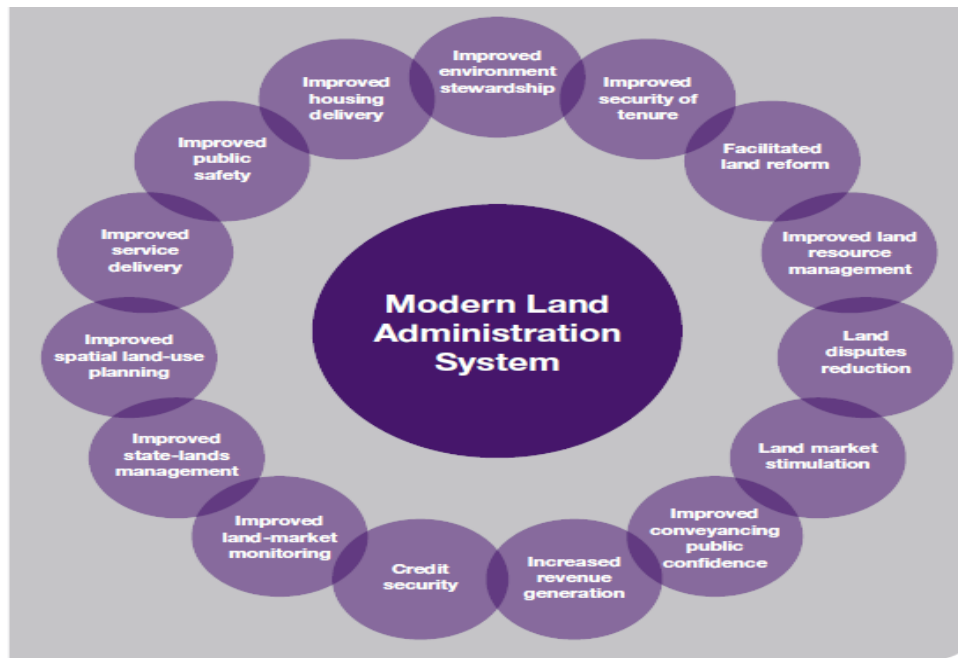 Improved
environment
stewardship
Improved
security of
tenure
Facilitated
land reform
Improved land
resource
management
Land
disputes
reduction
Land market
stimulation
Improved
conveyancing
public
confidence
Increased
revenue
generation
Credit
security
Improved
land-market
monitoring
Improved
state-lands
management
Improved
spatial land-use
planning
Improved
service
delivery
Improved
public
safety
Improved
housing
delivery
Modern Land
Administration
System